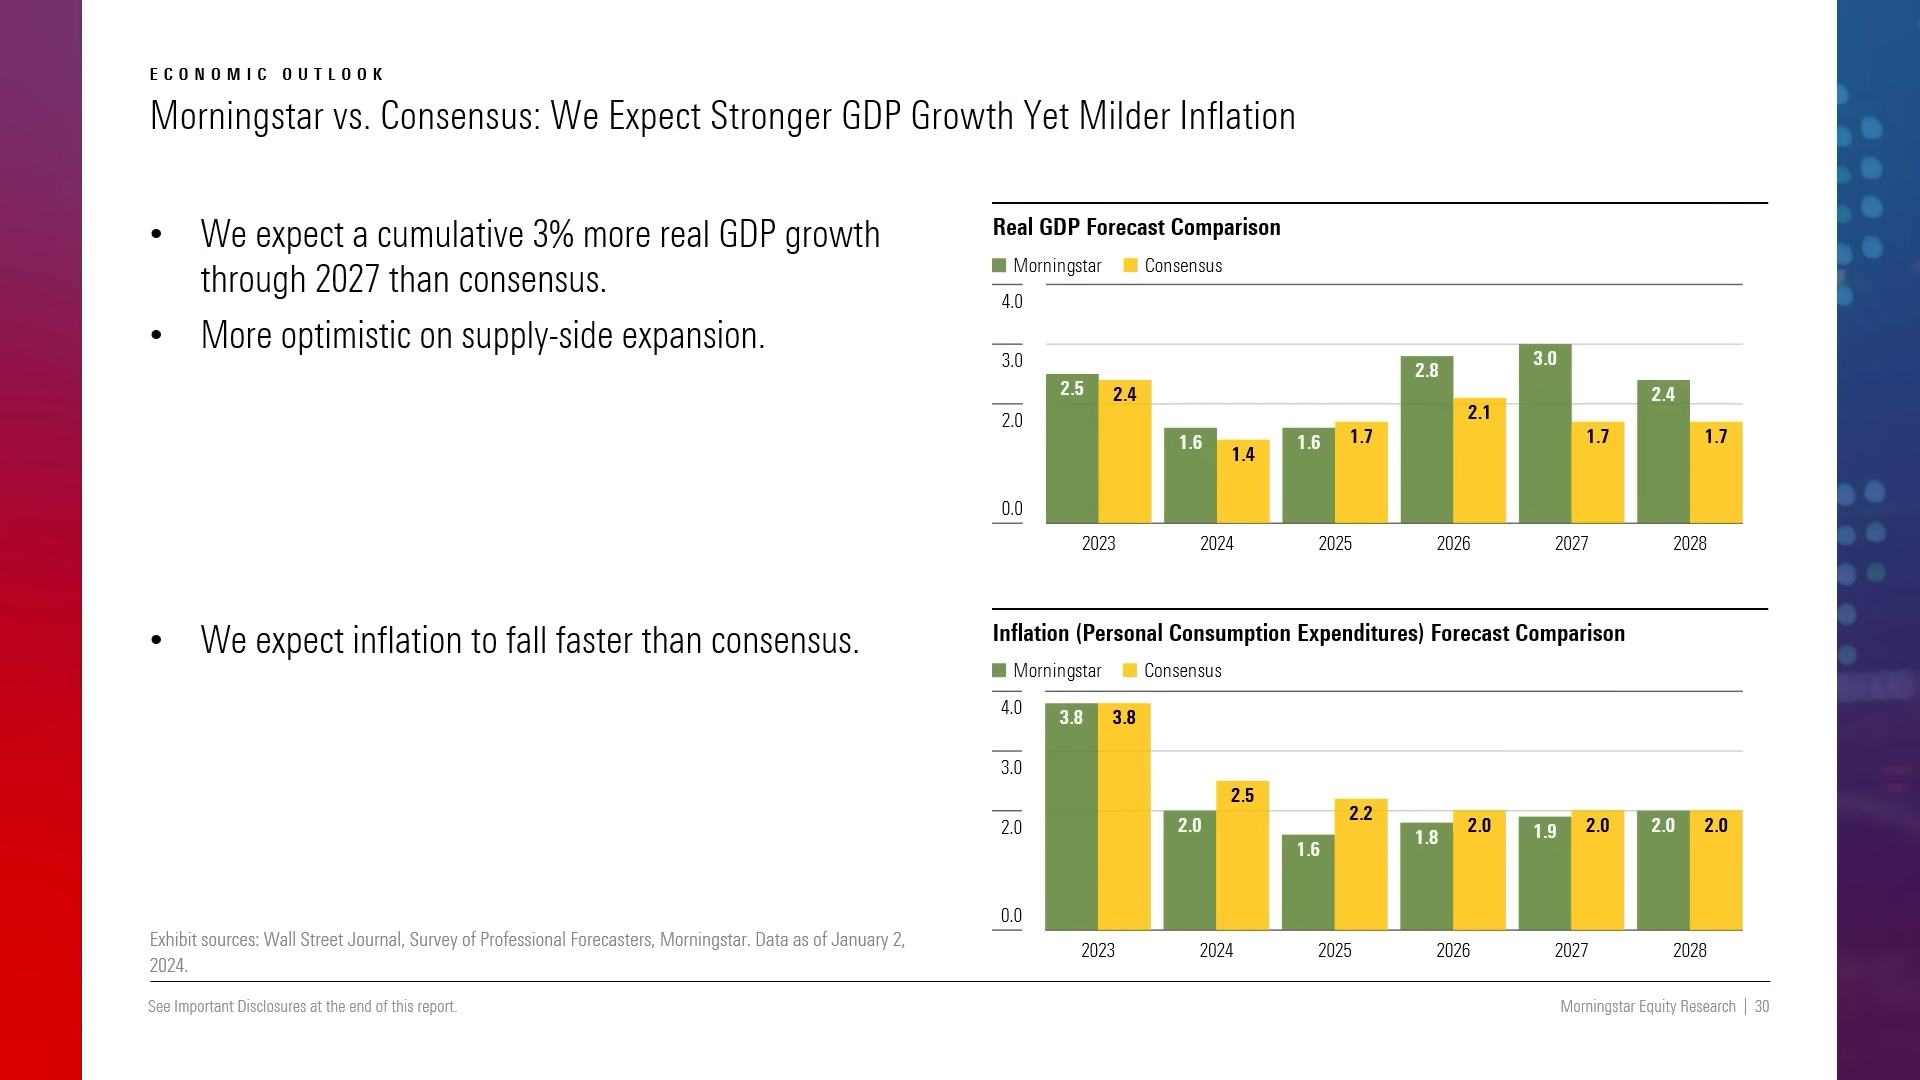 ECONOMIC OUTLOOK
Morningstar vs. Consensus: We Expect Stronger GDP Growth Yet Milder Inflation
• We expect a cumulative 3% more real GDP growth
through 2027 than consensus.
• More optimistic on supply-side expansion.
• We expect inflation to fall faster than consensus.
Real GDP Forecast Comparison
Morningstar Consensus
4.0
3.0
2.0
0.0
2.5 2.4 1.6 1.4 1.6 1.7 2.8 2.1 3.0 1.7 2.4 1.7
2023 2024 2025 2026 2027 2028
Inflation (Personal Consumption Expenditures) Forecast Comparison
Morningstar Consensus
4.0
3.0
2.0
0.0
3.8 3.8 2.0 2.5 1.6 2.2 1.8 2.0 1.9 2.0 2.0 2.0
2023 2024 2025 2026 2027 2028
Exhibit sources: Wall Street Journal, Survey of Professional Forecasters, Morningstar. Data as of January 2,
2024.
See Important Disclosures at the end of this report.
Morningstar Equity Research | 30